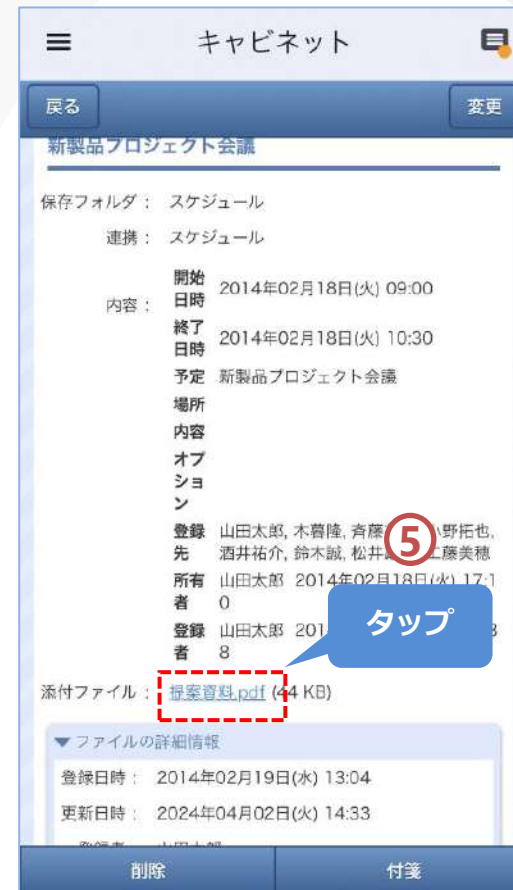 キャビネット
戻る
変更
新製品プロジェクト会議
保存フォルダ： スケジュール
連携： スケジュール
内容：
開始日時 2014年02月18日(火) 09:00
終了日時 2014年02月18日(火) 10:30
予定 新製品プロジェクト会議
場所
内容
オプション
登録先 山田太郎, 木暮隆, 斉藤 野拓也,
酒井祐介, 鈴木誠, 松井 工藤美穂
⑤
所有者 山田太郎 2014年02月18日(火) 17:1
0
登録者 山田太郎 201
8
タップ
添付ファイル： 提案資料.pdf (44 KB)
▼ファイルの詳細情報
登録日時： 2014年02月19日(水) 13:04
更新日時： 2024年04月02日(火) 14:33
削除
付箋